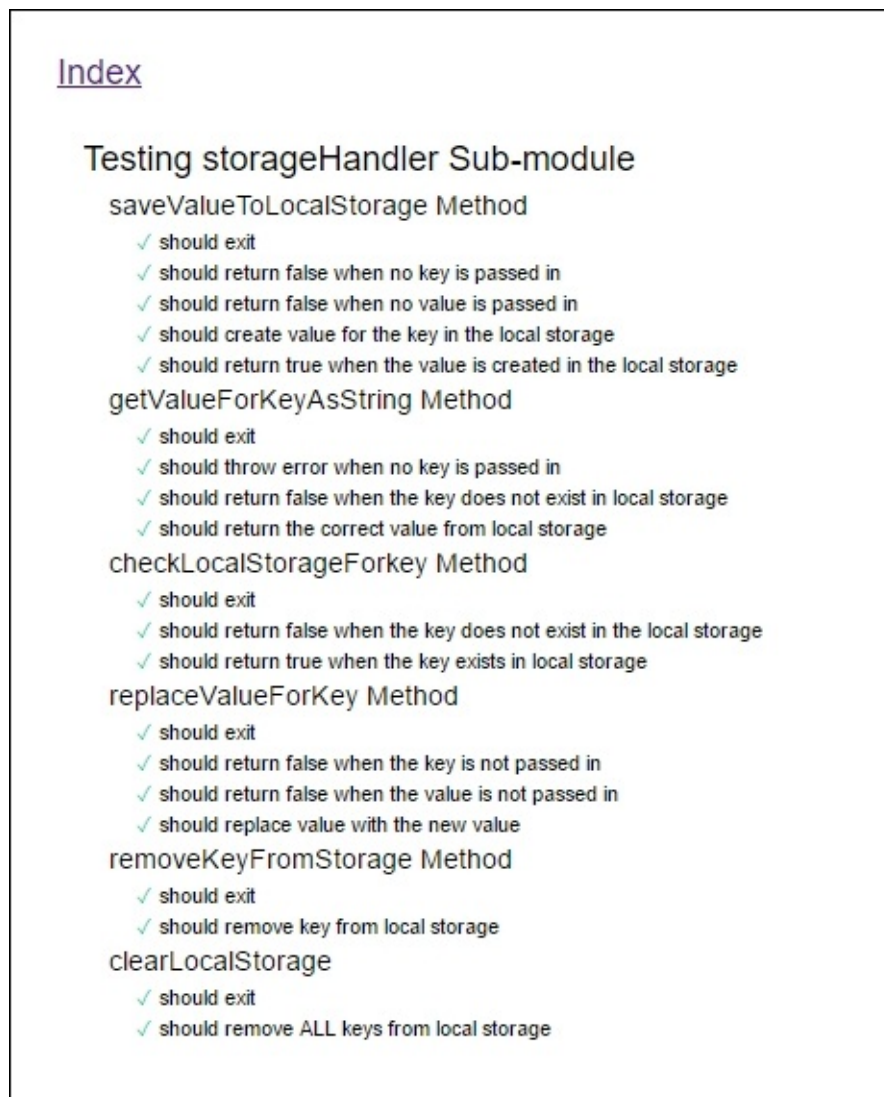 Index
Testing storageHandler Sub-module
saveValueToLocalStorage Method
✓ should exit
✓ should return false when no key is passed in
✓ should return false when no value is passed in
✓ should create value for the key in the local storage
✓ should return true when the value is created in the local storage
getValueForKeyAsString Method
✓ should exit
✓ should throw error when no key is passed in
✓ should return false when the key does not exist in local storage
✓ should return the correct value from local storage
checkLocalStorageForkey Method
✓ should exit
✓ should return false when the key does not exist in the local storage
✓ should return true when the key exists in local storage
replaceValueForKey Method
✓ should exit
✓ should return false when the key is not passed in
✓ should return false when the value is not passed in
✓ should replace value with the new value
removeKeyFromStorage Method
✓ should exit
✓ should remove key from local storage
clearLocalStorage
✓ should exit
✓ should remove ALL keys from local storage